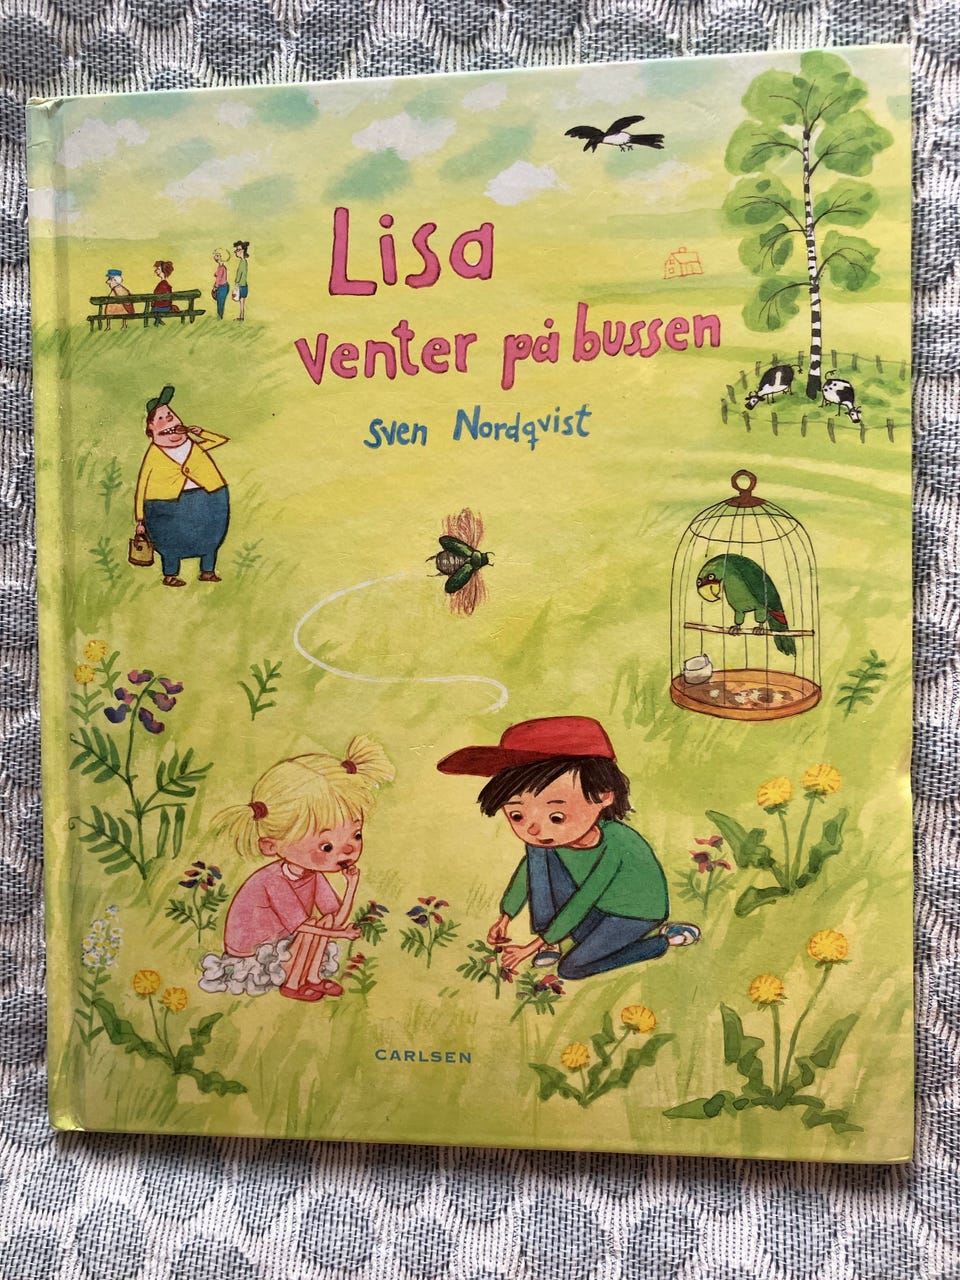 Lisa
venter på bussen
Sven Nordqvist
CARLSEN